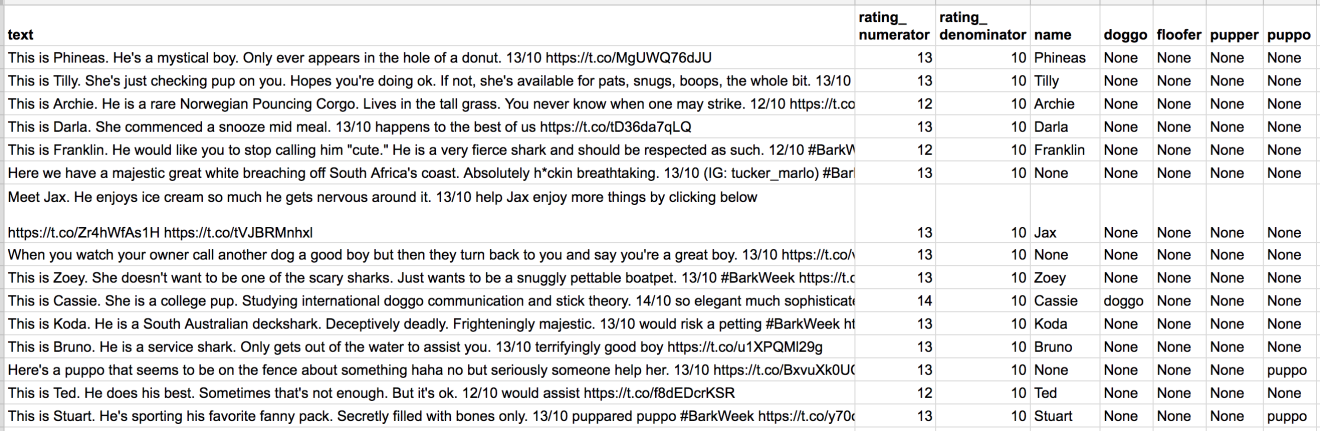 text rating_ numerator rating_ denominator name doggo floofer pupper puppo
This is Phineas. He's a mystical boy. Only ever appears in the hole of a donut. 13/10 https://t.co/MgUWQ76dJU 13 10 Phineas None None None None
This is Tilly. She's just checking pup on you. Hopes you're doing ok. If not, she's available for pats, snugs, boops, the whole bit. 13/10 13 10 Tilly None None None None
This is Archie. He is a rare Norwegian Pouncing Corgo. Lives in the tall grass. You never know when one may strike. 12/10 https://t.co 12 10 Archie None None None None
This is Darla. She commenced a snooze mid meal. 13/10 happens to the best of us https://t.co/tD36da7qLQ 13 10 Darla None None None None
This is Franklin. He would like you to stop calling him "cute." He is a very fierce shark and should be respected as such. 12/10 #BarkW 12 10 Franklin None None None None
Here we have a majestic great white breaching off South Africa's coast. Absolutely h*ckin breathtaking. 13/10 (IG: tucker_marlo) #Bar 13 10 None None None None None
Meet Jax. He enjoys ice cream so much he gets nervous around it. 13/10 help Jax enjoy more things by clicking below
https://t.co/Zr4hWfAs1H https://t.co/tVJBRMnhxl 13 10 Jax None None None None
When you watch your owner call another dog a good boy but then they turn back to you and say you're a great boy. 13/10 https://t.co/v 13 10 None None None None None
This is Zoey. She doesn't want to be one of the scary sharks. Just wants to be a snuggly pettable boatpet. 13/10 #BarkWeek https://t.c 13 10 Zoey None None None None
This is Cassie. She is a college pup. Studying international doggo communication and stick theory. 14/10 so elegant much sophisticate 14 10 Cassie doggo None None None
This is Koda. He is a South Australian deckshark. Deceptively deadly. Frighteningly majestic. 13/10 would risk a petting #BarkWeek ht 13 10 Koda None None None None
This is Bruno. He is a service shark. Only gets out of the water to assist you. 13/10 terrifyingly good boy https://t.co/u1XPQMl29g 13 10 Bruno None None None None
Here's a puppo that seems to be on the fence about something haha no but seriously someone help her. 13/10 https://t.co/BxvuXk0UC 13 10 None None None None puppo
This is Ted. He does his best. Sometimes that's not enough. But it's ok. 12/10 would assist https://t.co/f8dEDcrKSR 12 10 Ted None None None None
This is Stuart. He's sporting his favorite fanny pack. Secretly filled with bones only. 13/10 puppared puppo #BarkWeek https://t.co/y70c 13 10 Stuart None None None puppo